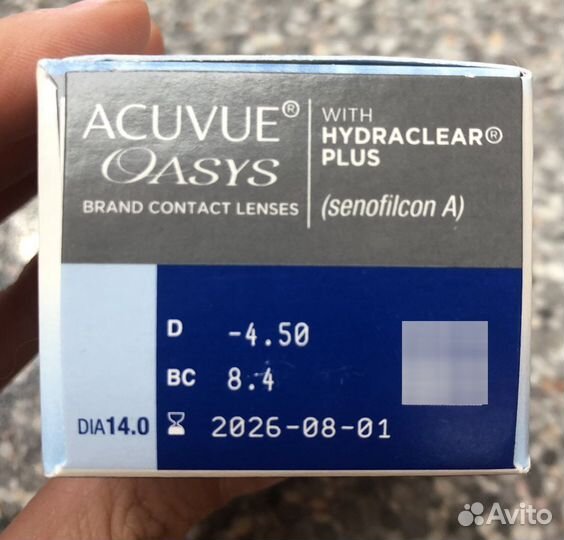 ACUVUE® OASYS
BRAND CONTACT LENSES
WITH
HYDRACLEAR®
PLUS
(senofilcon A)
D -4.50
BC 8.4
DIA14.0
2026-08-01
Avito